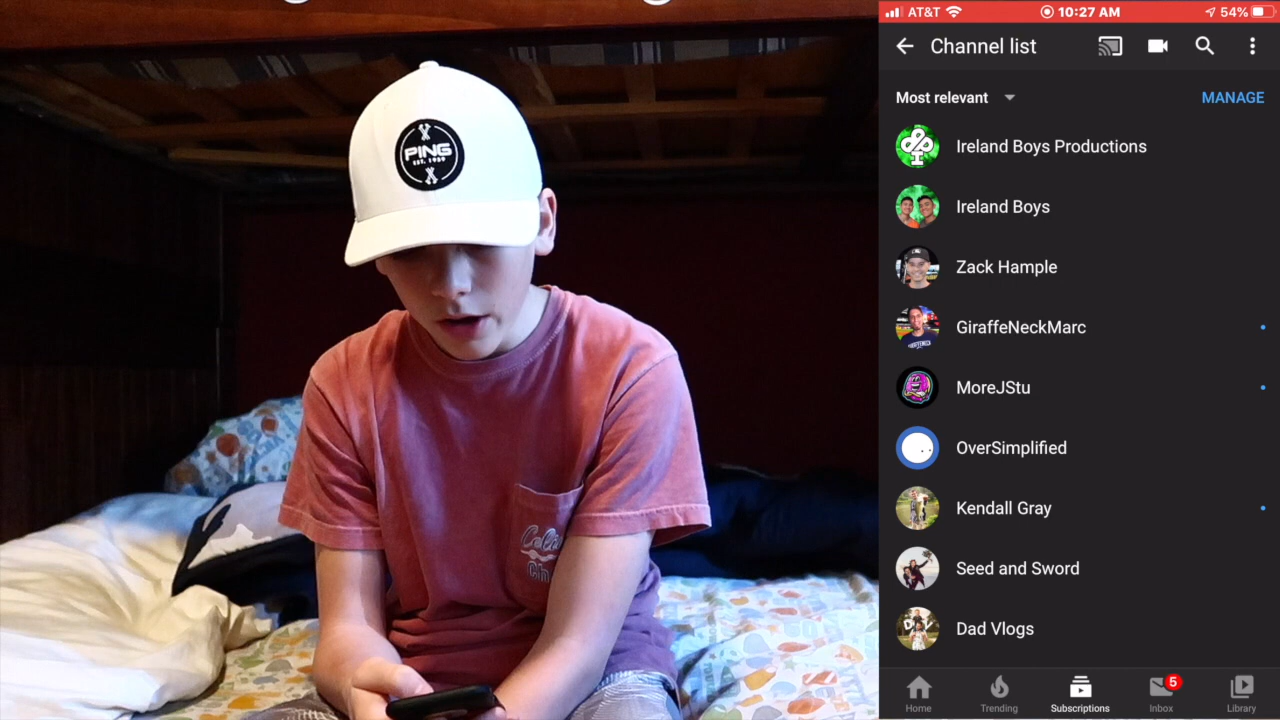 PING
EST. 1959
AT&T
10:27 AM
54%
Channel list
Most relevant
MANAGE
Ireland Boys Productions
Ireland Boys
Zack Hample
GiraffeNeckMarc
MoreJStu
OverSimplified
Kendall Gray
Seed and Sword
Dad Vlogs
Home
Trending
Subscriptions
5
Inbox
Library